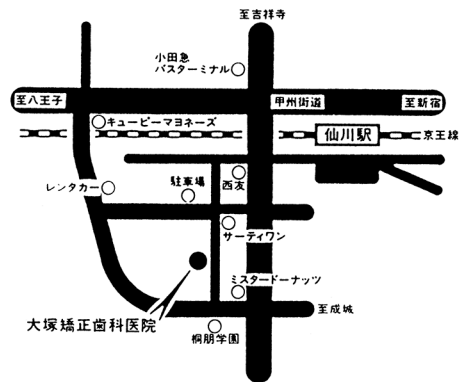 至吉祥寺
小田急
バスターミナル
至八王子
甲州街道
至新宿
キューピーマヨネーズ
仙川駅
京王線
レンタカー
駐車場
西友
サーティワン
ミスタードーナッツ
大塚矯正歯科医院
至成城
桐朋学園